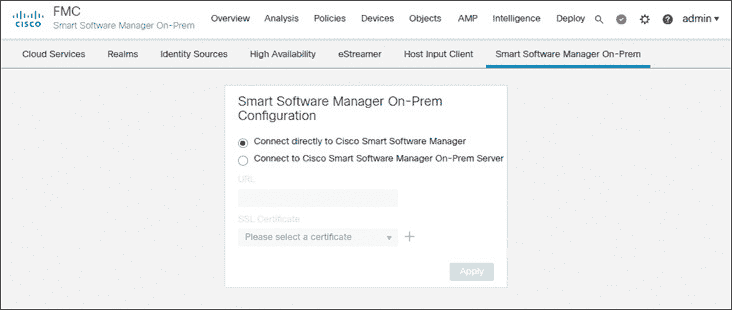 CISCO
FMC
Smart Software Manager On-Prem
Overview Analysis Policies Devices Objects AMP Intelligence Deploy admin
Cloud Services Realms Identity Sources High Availability eStreamer Host Input Client Smart Software Manager On-Prem
Smart Software Manager On-Prem
Configuration
Connect directly to Cisco Smart Software Manager
Connect to Cisco Smart Software Manager On-Prem Server
URL
SSL Certificate
Please select a certificate
Apply